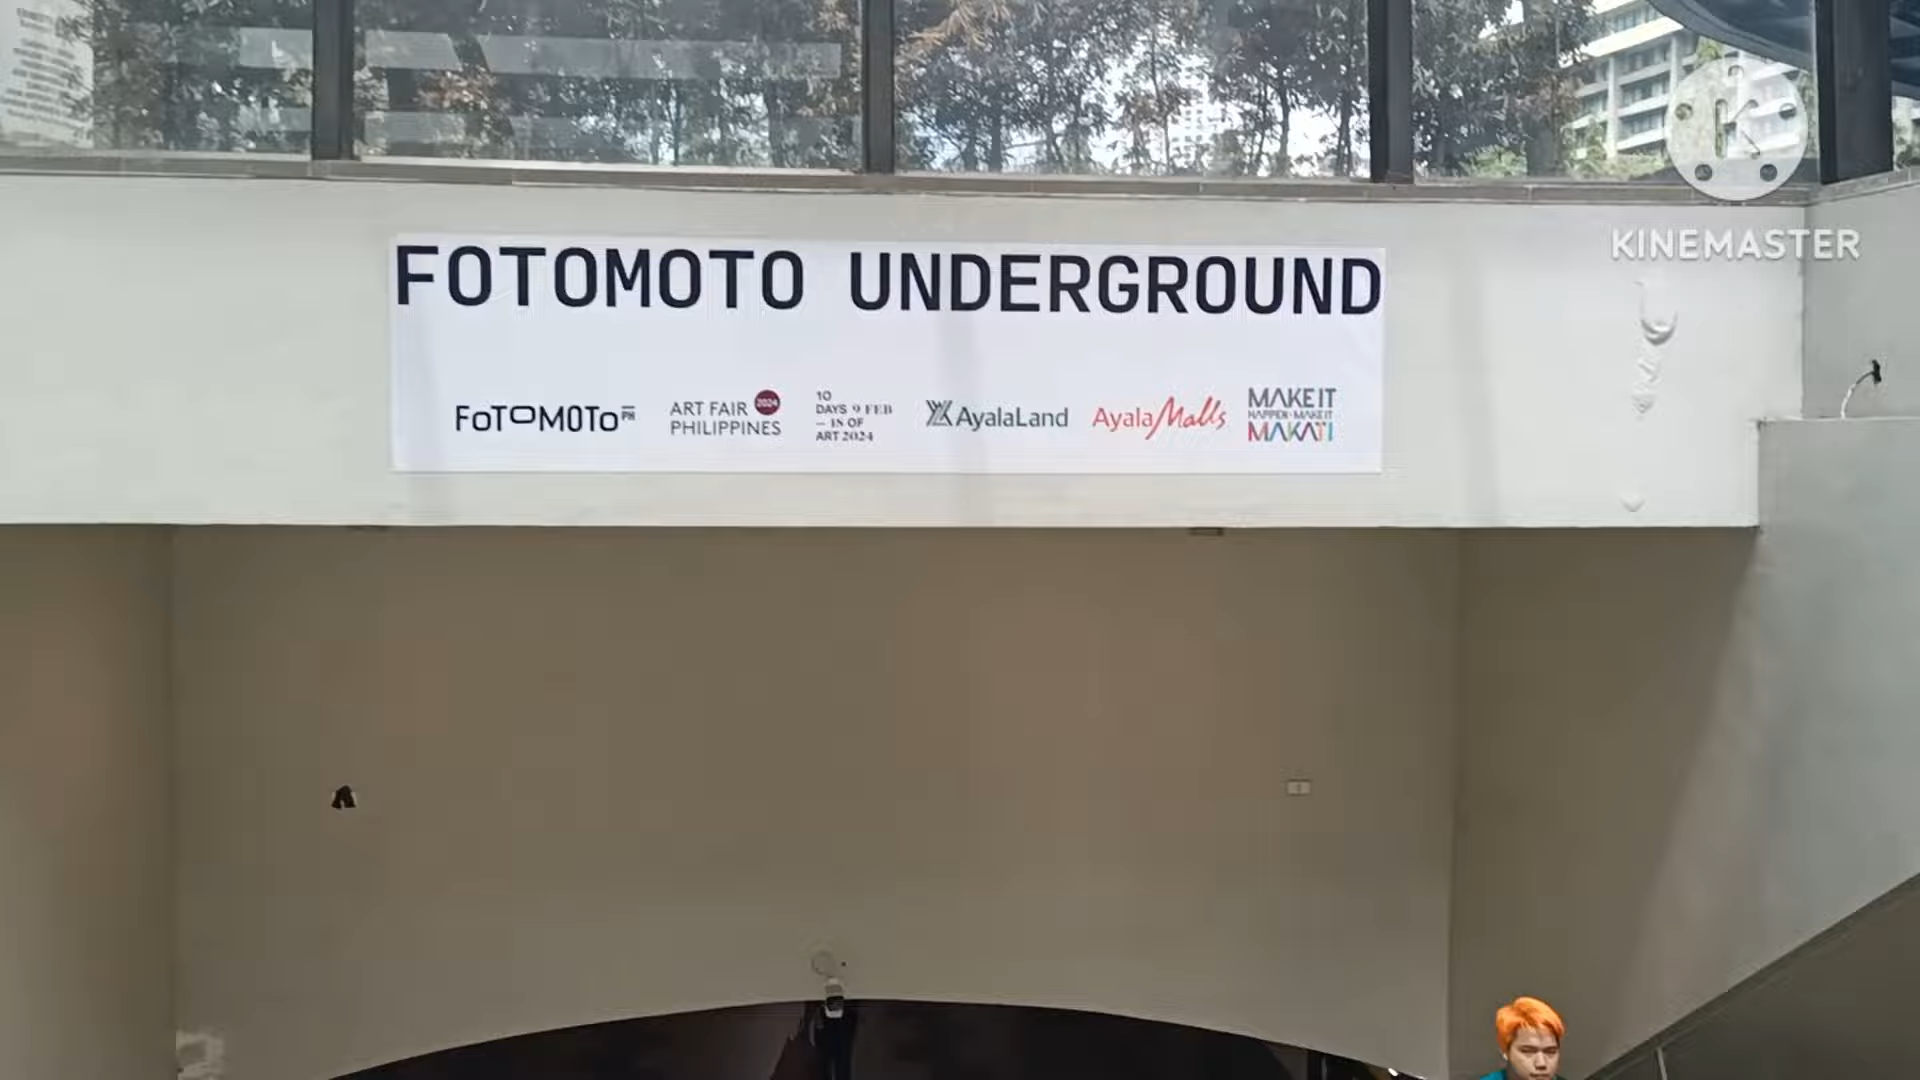 KINEMASTER
FOTOMOTO UNDERGROUND
FOTOMOTO PH
ART FAIR 2024
PHILIPPINES
10
DAYS 9 FEB
— 18 OF
ART 2024
AyalaLand
Ayala Malls
MAKE IT
HAPPEN · MAKE IT
MAKATI